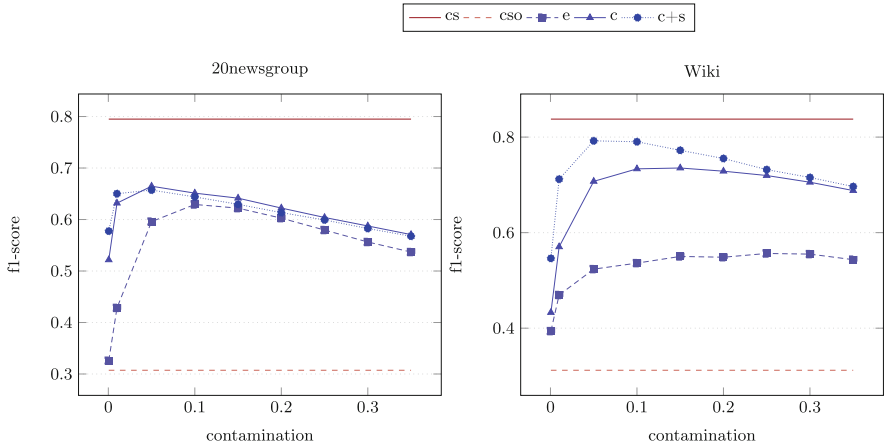 cs cso e c c+s
20newsgroup
0.8
0.7
0.6
0.5
0.4
0.3
f1-score
0 0.1 0.2 0.3
contamination
Wiki
0.8
0.6
0.4
f1-score
0 0.1 0.2 0.3
contamination